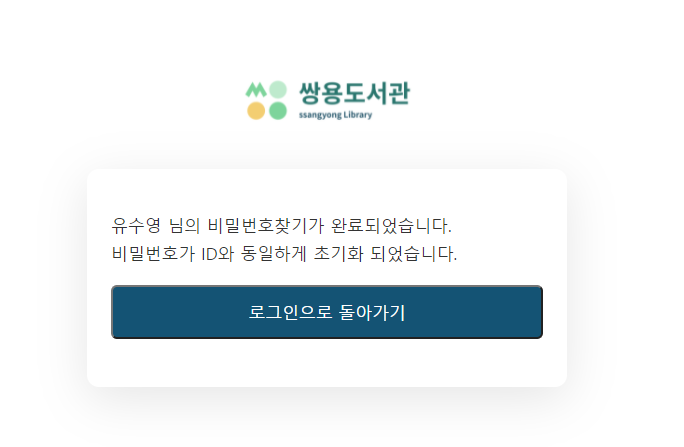 쌍용도서관
ssangyong Library
유수영 님의 비밀번호찾기가 완료되었습니다.
비밀번호가 ID와 동일하게 초기화 되었습니다.
로그인으로 돌아가기